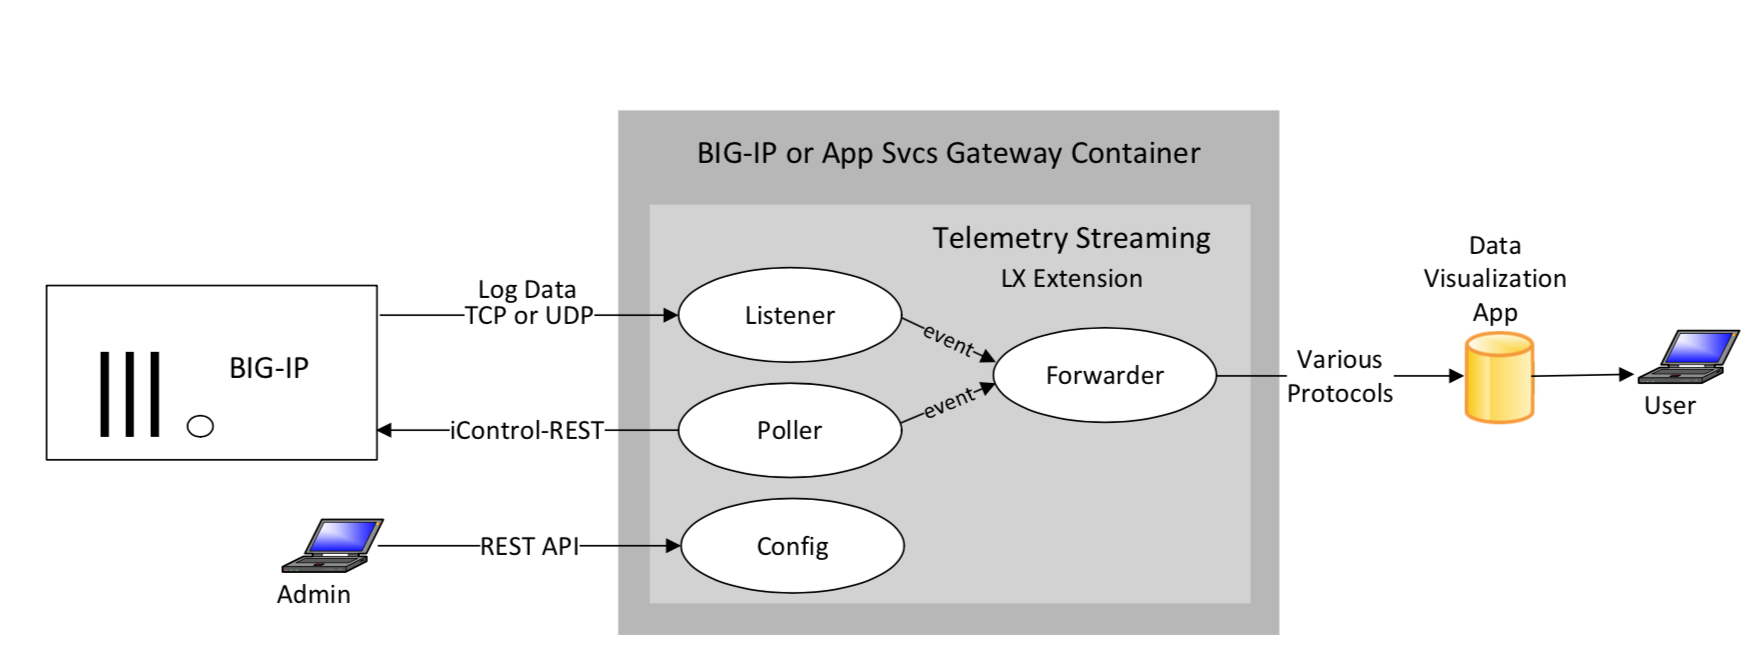 BIG-IP or App Svcs Gateway Container
Telemetry Streaming
LX Extension
Log Data
TCP or UDP
Listener
event
BIG-IP
iControl-REST
Poller
event
Forwarder
Various
Protocols
Data
Visualization
App
User
REST API
Config
Admin